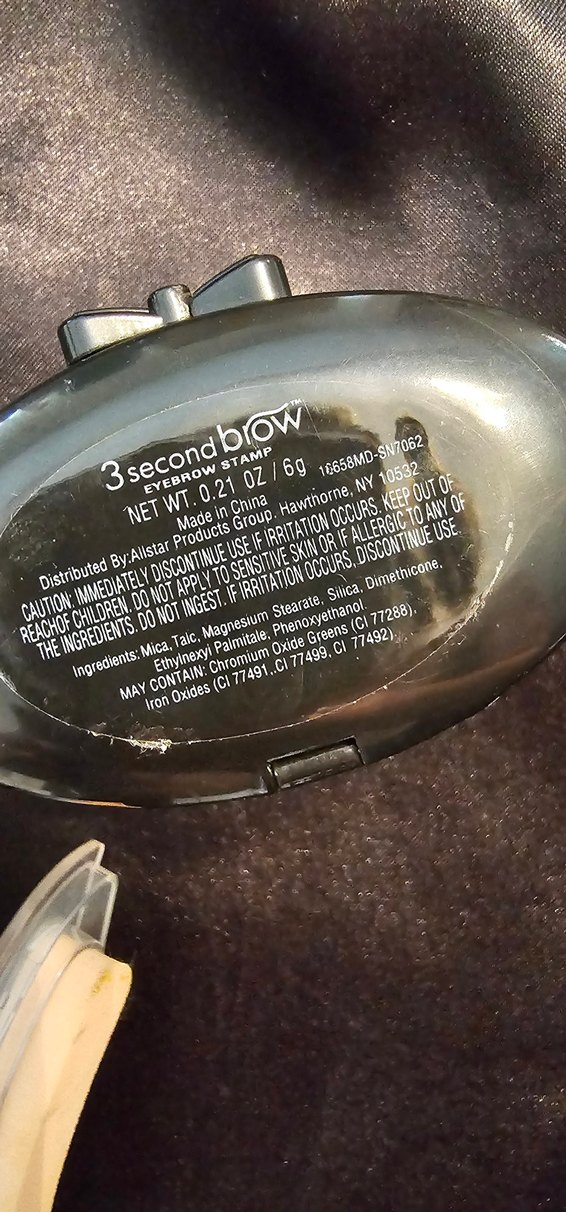 3 second brow™
EYEBROW STAMP
NET WT. 0.21 OZ / 6g 16658MD-SN7062
Made in China
Distributed By:Allstar Products Group, Hawthorne, NY 10532
CAUTION: IMMEDIATELY DISCONTINUE USE IF IRRITATION OCCURS. KEEP OUT OF
REACHOF CHILDREN. DO NOT APPLY TO SENSITIVE SKIN OR IF ALLERGIC TO ANY OF
THE INGREDIENTS. DO NOT INGEST. IF IRRITATION OCCURS, DISCONTINUE USE.
Ingredients: Mica, Talc, Magnesium Stearate, Silica, Dimethicone,
Ethylnexyl Palmitale, Phenoxyethanol.
MAY CONTAIN: Chromium Oxide Greens (CI 77288),
Iron Oxides (CI 77491,.CI 77499, CI 77492)